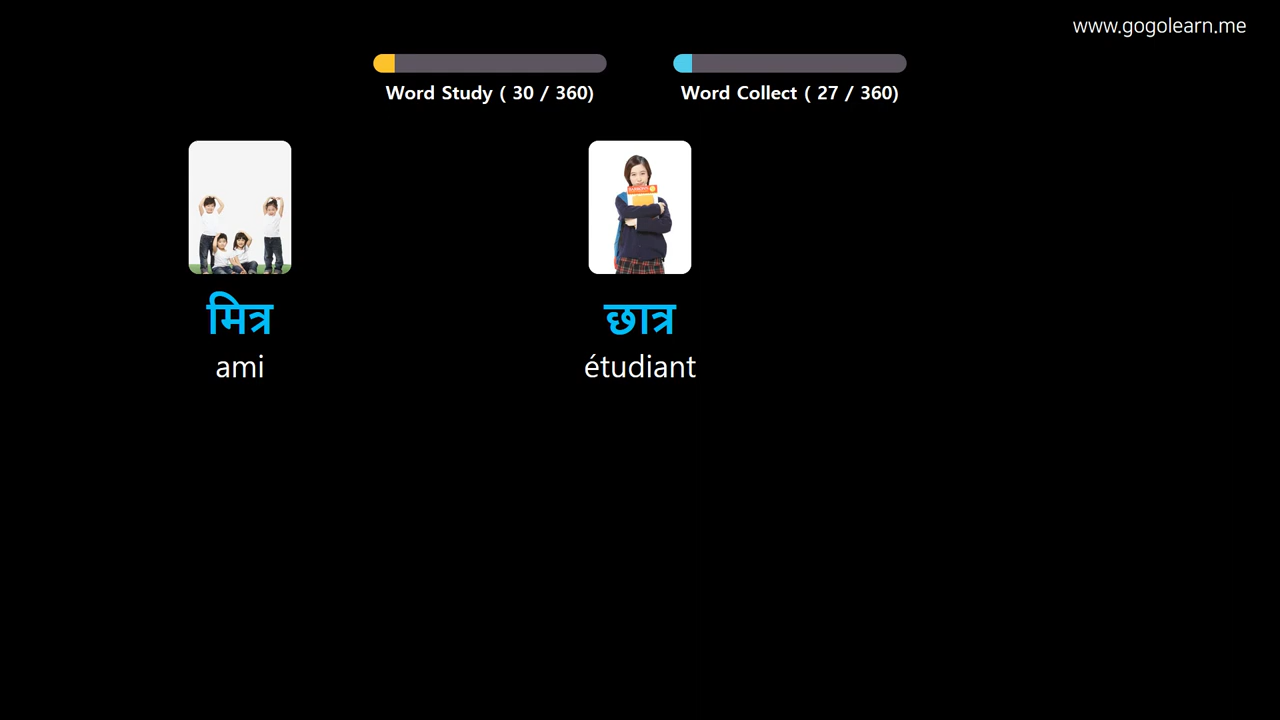 www.gogolearn.me
Word Study ( 30 / 360)
Word Collect ( 27 / 360)
मित्र
ami
छात्र
étudiant